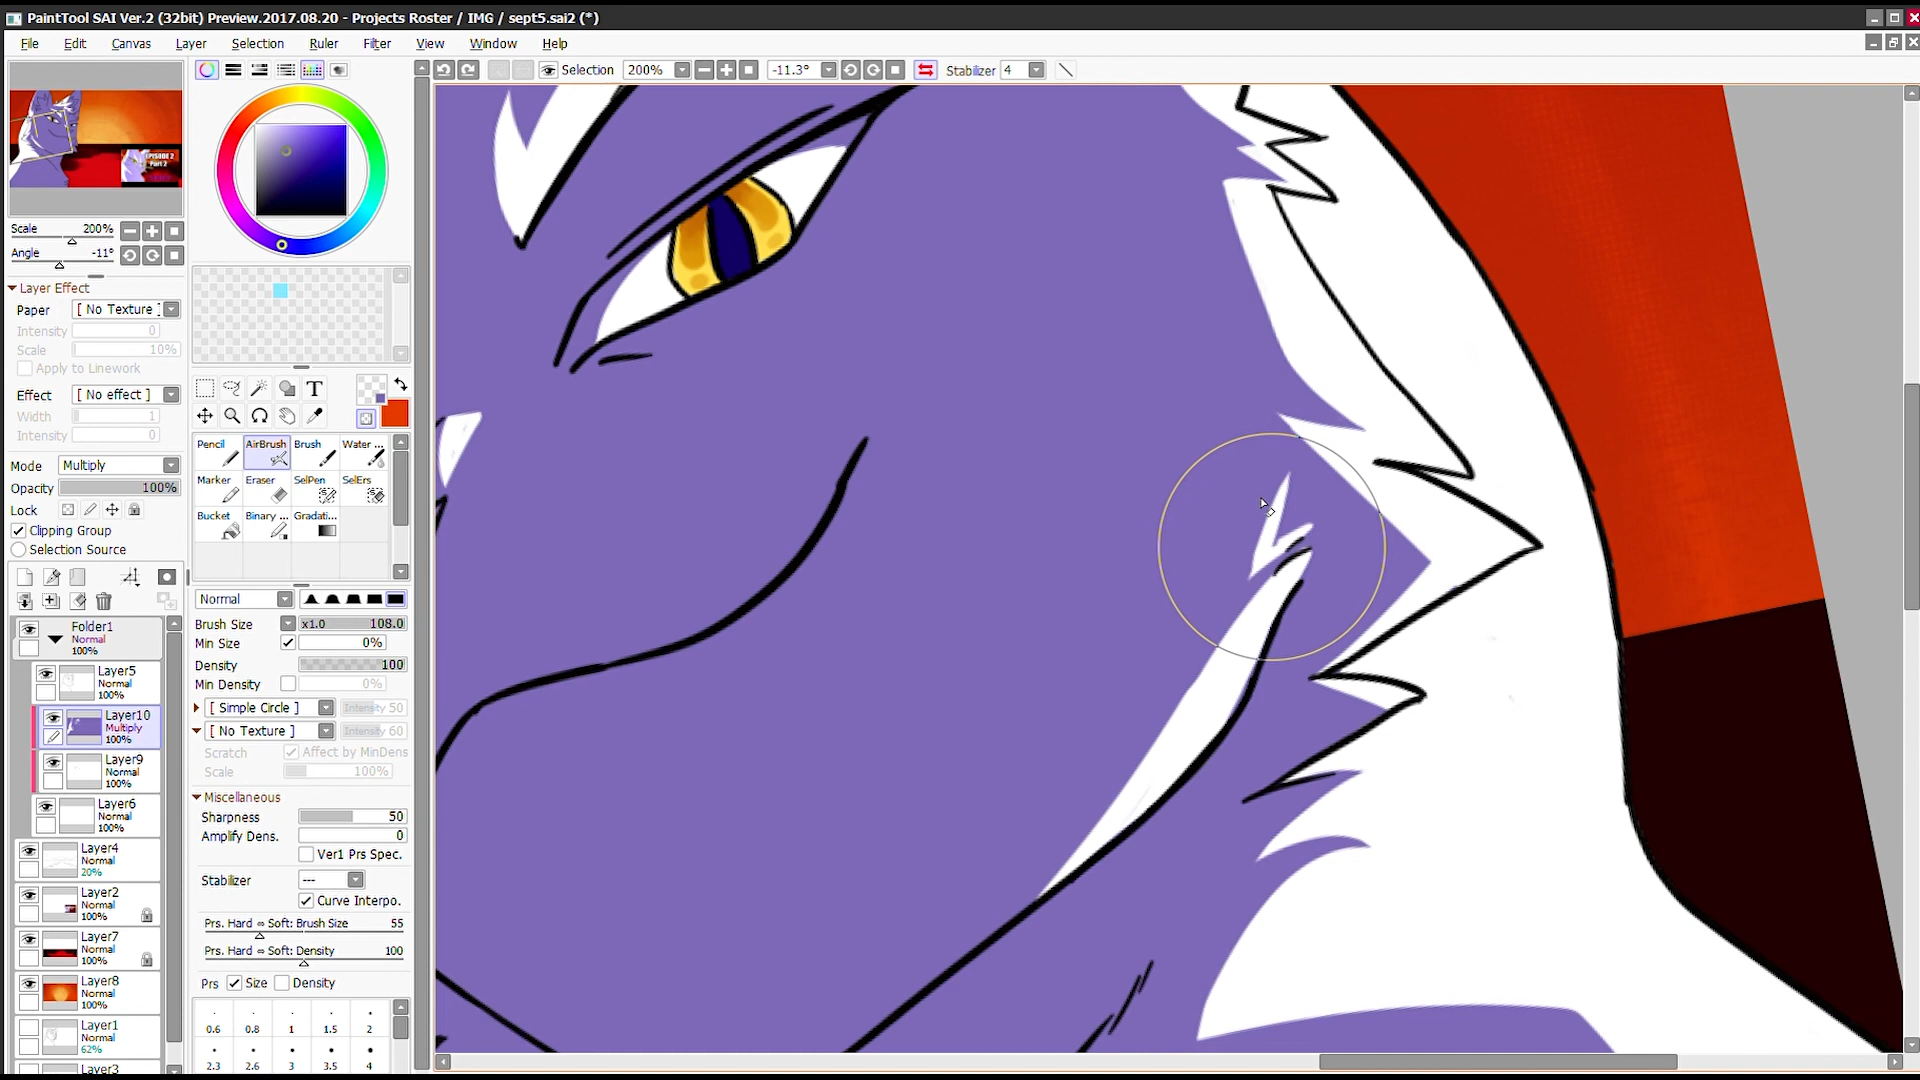 PaintTool SAI Ver.2 (32bit) Preview.2017.08.20 - Projects Roster / IMG / sept5.sai2 (*)
File Edit Canvas Layer Selection Ruler Filter View Window Help
Selection 200% -11.3° Stabilizer 4
EPISODE 2
Part 2
Scale 200%
Angle -11°
Layer Effect
Paper [ No Texture ]
Intensity 0
Scale 10%
Apply to Linework
Effect [ No effect ]
Width 1
Intensity 0
Mode Multiply
Opacity 100%
Lock
Clipping Group
Selection Source
Folder1
Normal
100%
Layer5
Normal
100%
Layer10
Multiply
100%
Layer9
Normal
100%
Layer6
Normal
100%
Layer4
Normal
20%
Layer2
Normal
100%
Layer7
Normal
100%
Layer8
Normal
100%
Layer1
Normal
62%
Layer3
T
Pencil AirBrush Brush Water ...
Marker Eraser SelPen SelErs
Bucket Binary ... Gradati...
Normal
Brush Size x1.0 108.0
Min Size 0%
Density 100
Min Density 0%
[ Simple Circle ] Intensity 50
[ No Texture ] Intensity 60
Scratch Affect by MinDens
Scale 100%
Miscellaneous
Sharpness 50
Amplify Dens. 0
Ver1 Prs Spec.
Stabilizer ---
Curve Interpo.
Prs. Hard ⇔ Soft: Brush Size 55
Prs. Hard ⇔ Soft: Density 100
Prs Size Density
0.6 0.8 1 1.5 2
2.3 2.6 3 3.5 4